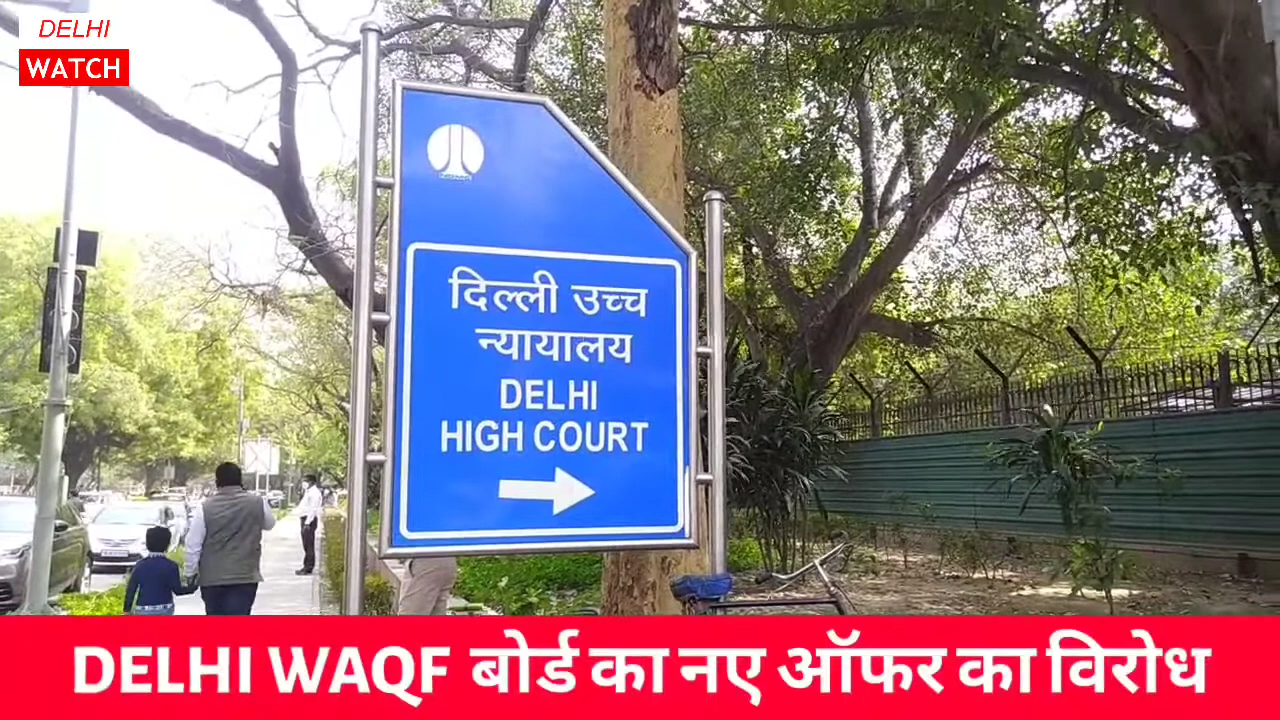 DELHI
WATCH
दिल्ली उच्च
न्यायालय
DELHI
HIGH COURT
DELHI WAQF बोर्ड का नए ऑफर का विरोध